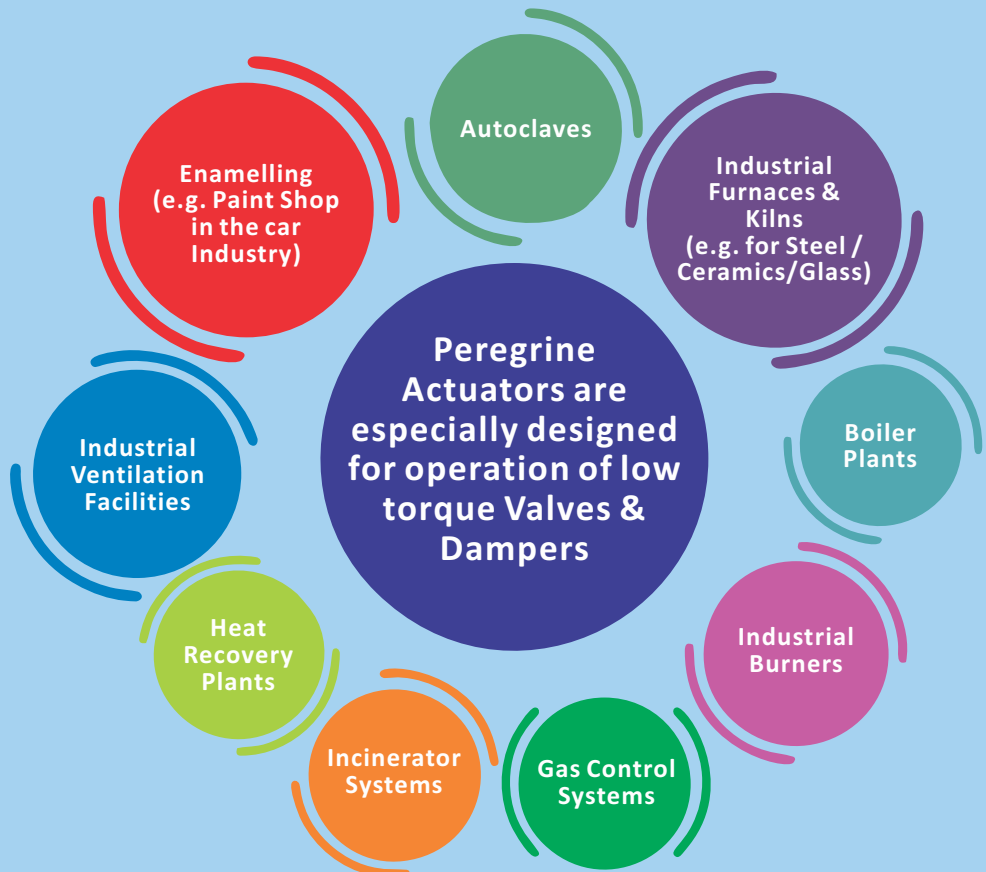 Autoclaves
Enamelling
(e.g. Paint Shop
in the car
Industry)
Industrial
Furnaces &
Kilns
(e.g. for Steel /
Ceramics/Glass)
Peregrine
Actuators are
especially designed
for operation of low
torque Valves &
Dampers
Industrial
Ventilation
Facilities
Boiler
Plants
Heat
Recovery
Plants
Industrial
Burners
Incinerator
Systems
Gas Control
Systems